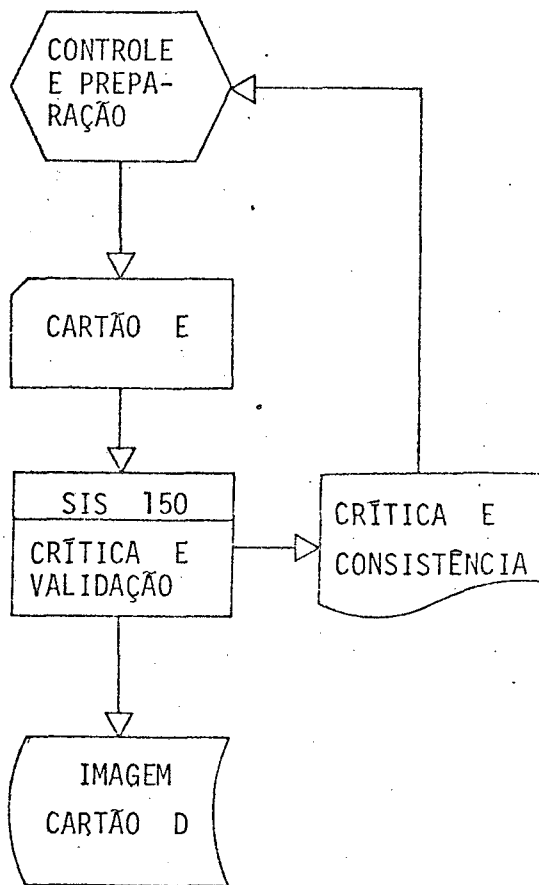 CONTROLE
E PREPA-
RAÇÃO
CARTÃO E
SIS 150
CRÍTICA E
VALIDAÇÃO
CRÍTICA E
CONSISTÊNCIA
IMAGEM
CARTÃO D